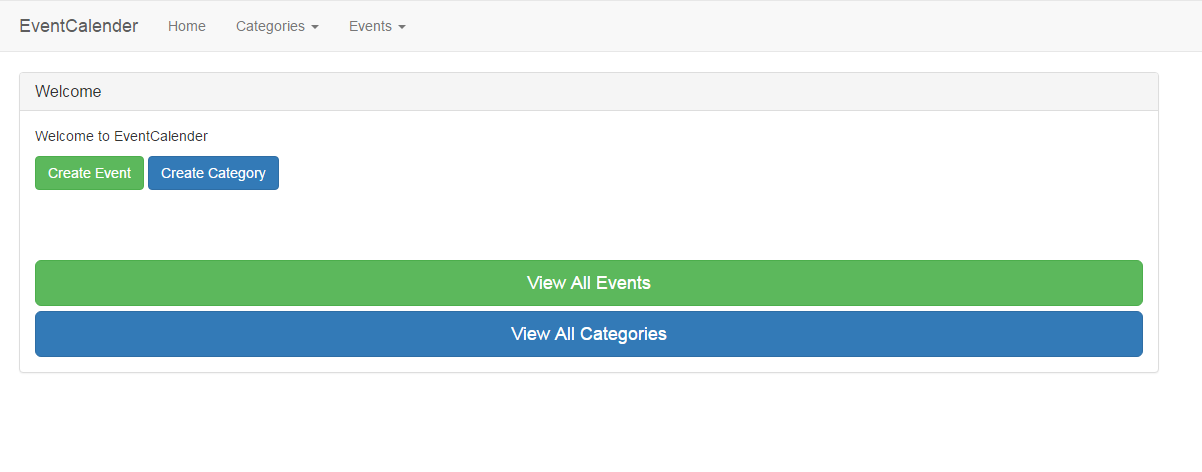 EventCalender Home Categories Events
Welcome
Welcome to EventCalender
Create Event Create Category
View All Events
View All Categories